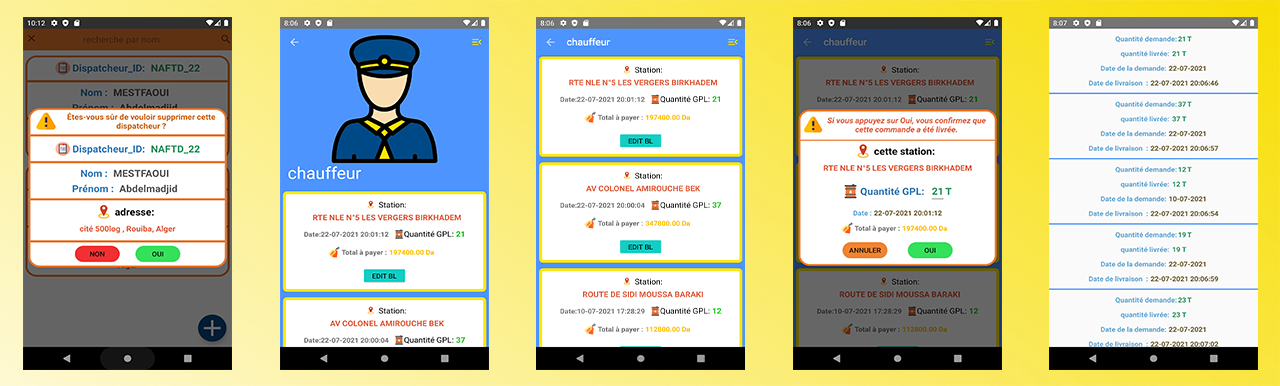 10:12
recherche par nom
Dispatcheur_ID: NAFTD_22
Nom : MESTFAOUI
Prénom : Abdelmadjid
Êtes-vous sûr de vouloir supprimer cette
dispatcheur ?
Dispatcheur_ID: NAFTD_22
Nom : MESTFAOUI
Prénom : Abdelmadjid
adresse:
cité 500log , Rouiba, Alger
NON OUI
8:06
chauffeur
Station:
RTE NLE N°5 LES VERGERS BIRKHADEM
Date:22-07-2021 20:01:12 Quantité GPL: 21
Total à payer : 197400.00 Da
EDIT BL
Station:
AV COLONEL AMIROUCHE BEK
Date:22-07-2021 20:00:04 Quantité GPL: 37
8:06
chauffeur
Station:
RTE NLE N°5 LES VERGERS BIRKHADEM
Date:22-07-2021 20:01:12 Quantité GPL: 21
Total à payer : 197400.00 Da
EDIT BL
Station:
AV COLONEL AMIROUCHE BEK
Date:22-07-2021 20:00:04 Quantité GPL: 37
Total à payer : 347800.00 Da
EDIT BL
Station:
ROUTE DE SIDI MOUSSA BARAKI
Date:10-07-2021 17:28:29 Quantité GPL: 12
Total à payer : 112800.00 Da
8:06
chauffeur
Station:
RTE NLE N°5 LES VERGERS BIRKHADEM
Date:22-07-2021 20:01:12 Quantité GPL: 21
Si vous appuyez sur Oui, vous confirmez que
cette commande a été livrée.
cette station:
RTE NLE N°5 LES VERGERS BIRKHADEM
Quantité GPL: 21 T
Date : 22-07-2021 20:01:12
Total à payer : 197400.00 Da
ANNULER OUI
Station:
ROUTE DE SIDI MOUSSA BARAKI
Date:10-07-2021 17:28:29 Quantité GPL: 12
Total à payer : 112800.00 Da
8:07
Quantité demande: 21 T
quantité livrée: 21 T
Date de la demande: 22-07-2021
Date de livraison : 22-07-2021 20:06:46
Quantité demande: 37 T
quantité livrée: 37 T
Date de la demande: 22-07-2021
Date de livraison : 22-07-2021 20:06:57
Quantité demande: 12 T
quantité livrée: 12 T
Date de la demande: 10-07-2021
Date de livraison : 22-07-2021 20:06:54
Quantité demande: 19 T
quantité livrée: 19 T
Date de la demande: 22-07-2021
Date de livraison : 22-07-2021 20:06:59
Quantité demande: 23 T
quantité livrée: 23 T
Date de la demande: 22-07-2021
Date de livraison : 22-07-2021 20:07:02